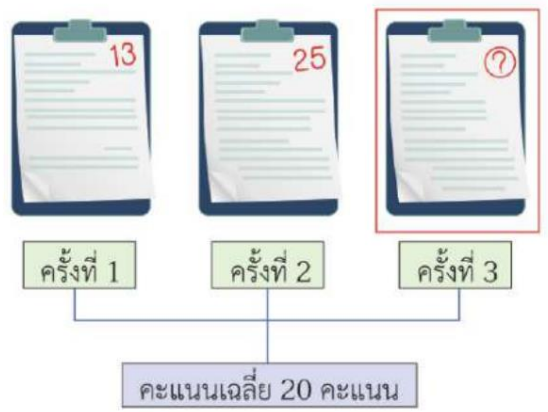 13
25
?
ครั้งที่ 1
ครั้งที่ 2
ครั้งที่ 3
คะแนนเฉลี่ย 20 คะแนน